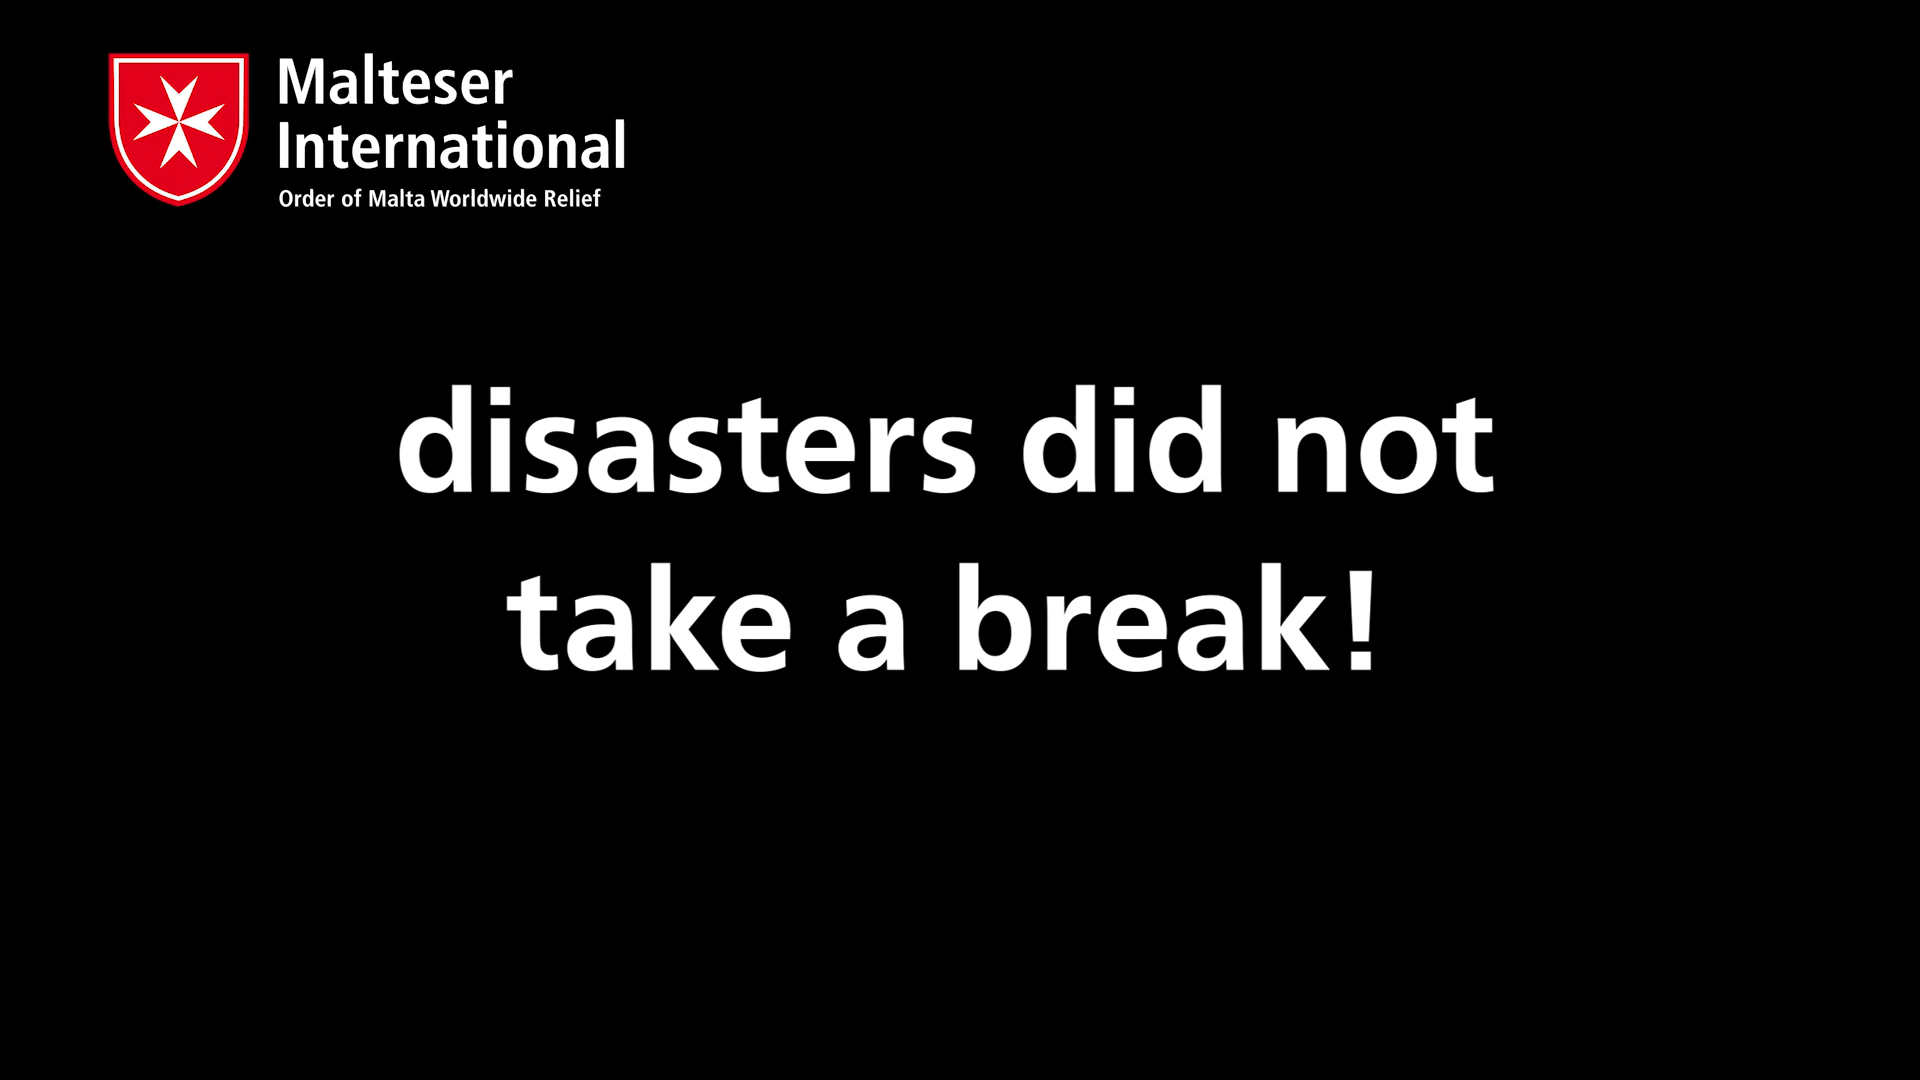 Malteser
International
Order of Malta Worldwide Relief
disasters did not
take a break!